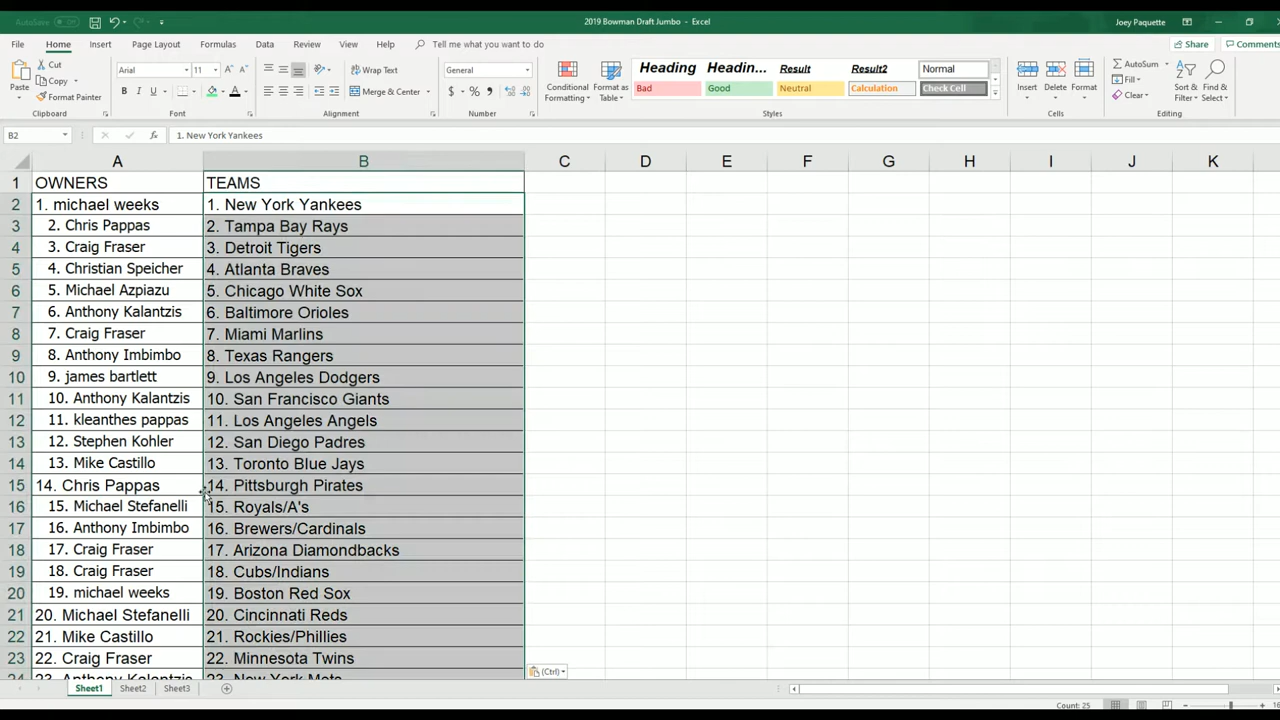 AutoSave Off 2019 Bowman Draft Jumbo - Excel Joey Paquette
File Home Insert Page Layout Formulas Data Review View Help Tell me what you want to do Share Comments
Paste Cut Copy Format Painter Clipboard
Arial 11 B I U Font
Wrap Text Merge & Center Alignment
General $ % Number
Conditional Formatting Format as Table
Heading Headin... Result Result2 Normal
Bad Good Neutral Calculation Check Cell
Styles
Insert Delete Format Cells
AutoSum Fill Clear Sort & Filter Find & Select Editing
B2 fx 1. New York Yankees
A B C D E F G H I J K
1 OWNERS TEAMS
2 1. michael weeks 1. New York Yankees
3 2. Chris Pappas 2. Tampa Bay Rays
4 3. Craig Fraser 3. Detroit Tigers
5 4. Christian Speicher 4. Atlanta Braves
6 5. Michael Azpiazu 5. Chicago White Sox
7 6. Anthony Kalantzis 6. Baltimore Orioles
8 7. Craig Fraser 7. Miami Marlins
9 8. Anthony Imbimbo 8. Texas Rangers
10 9. james bartlett 9. Los Angeles Dodgers
11 10. Anthony Kalantzis 10. San Francisco Giants
12 11. kleanthes pappas 11. Los Angeles Angels
13 12. Stephen Kohler 12. San Diego Padres
14 13. Mike Castillo 13. Toronto Blue Jays
15 14. Chris Pappas 14. Pittsburgh Pirates
16 15. Michael Stefanelli 15. Royals/A's
17 16. Anthony Imbimbo 16. Brewers/Cardinals
18 17. Craig Fraser 17. Arizona Diamondbacks
19 18. Craig Fraser 18. Cubs/Indians
20 19. michael weeks 19. Boston Red Sox
21 20. Michael Stefanelli 20. Cincinnati Reds
22 21. Mike Castillo 21. Rockies/Phillies
23 22. Craig Fraser 22. Minnesota Twins
24 23. Anthony Kalantzis 23. New York Mets
(Ctrl)
Sheet1 Sheet2 Sheet3
Count: 25